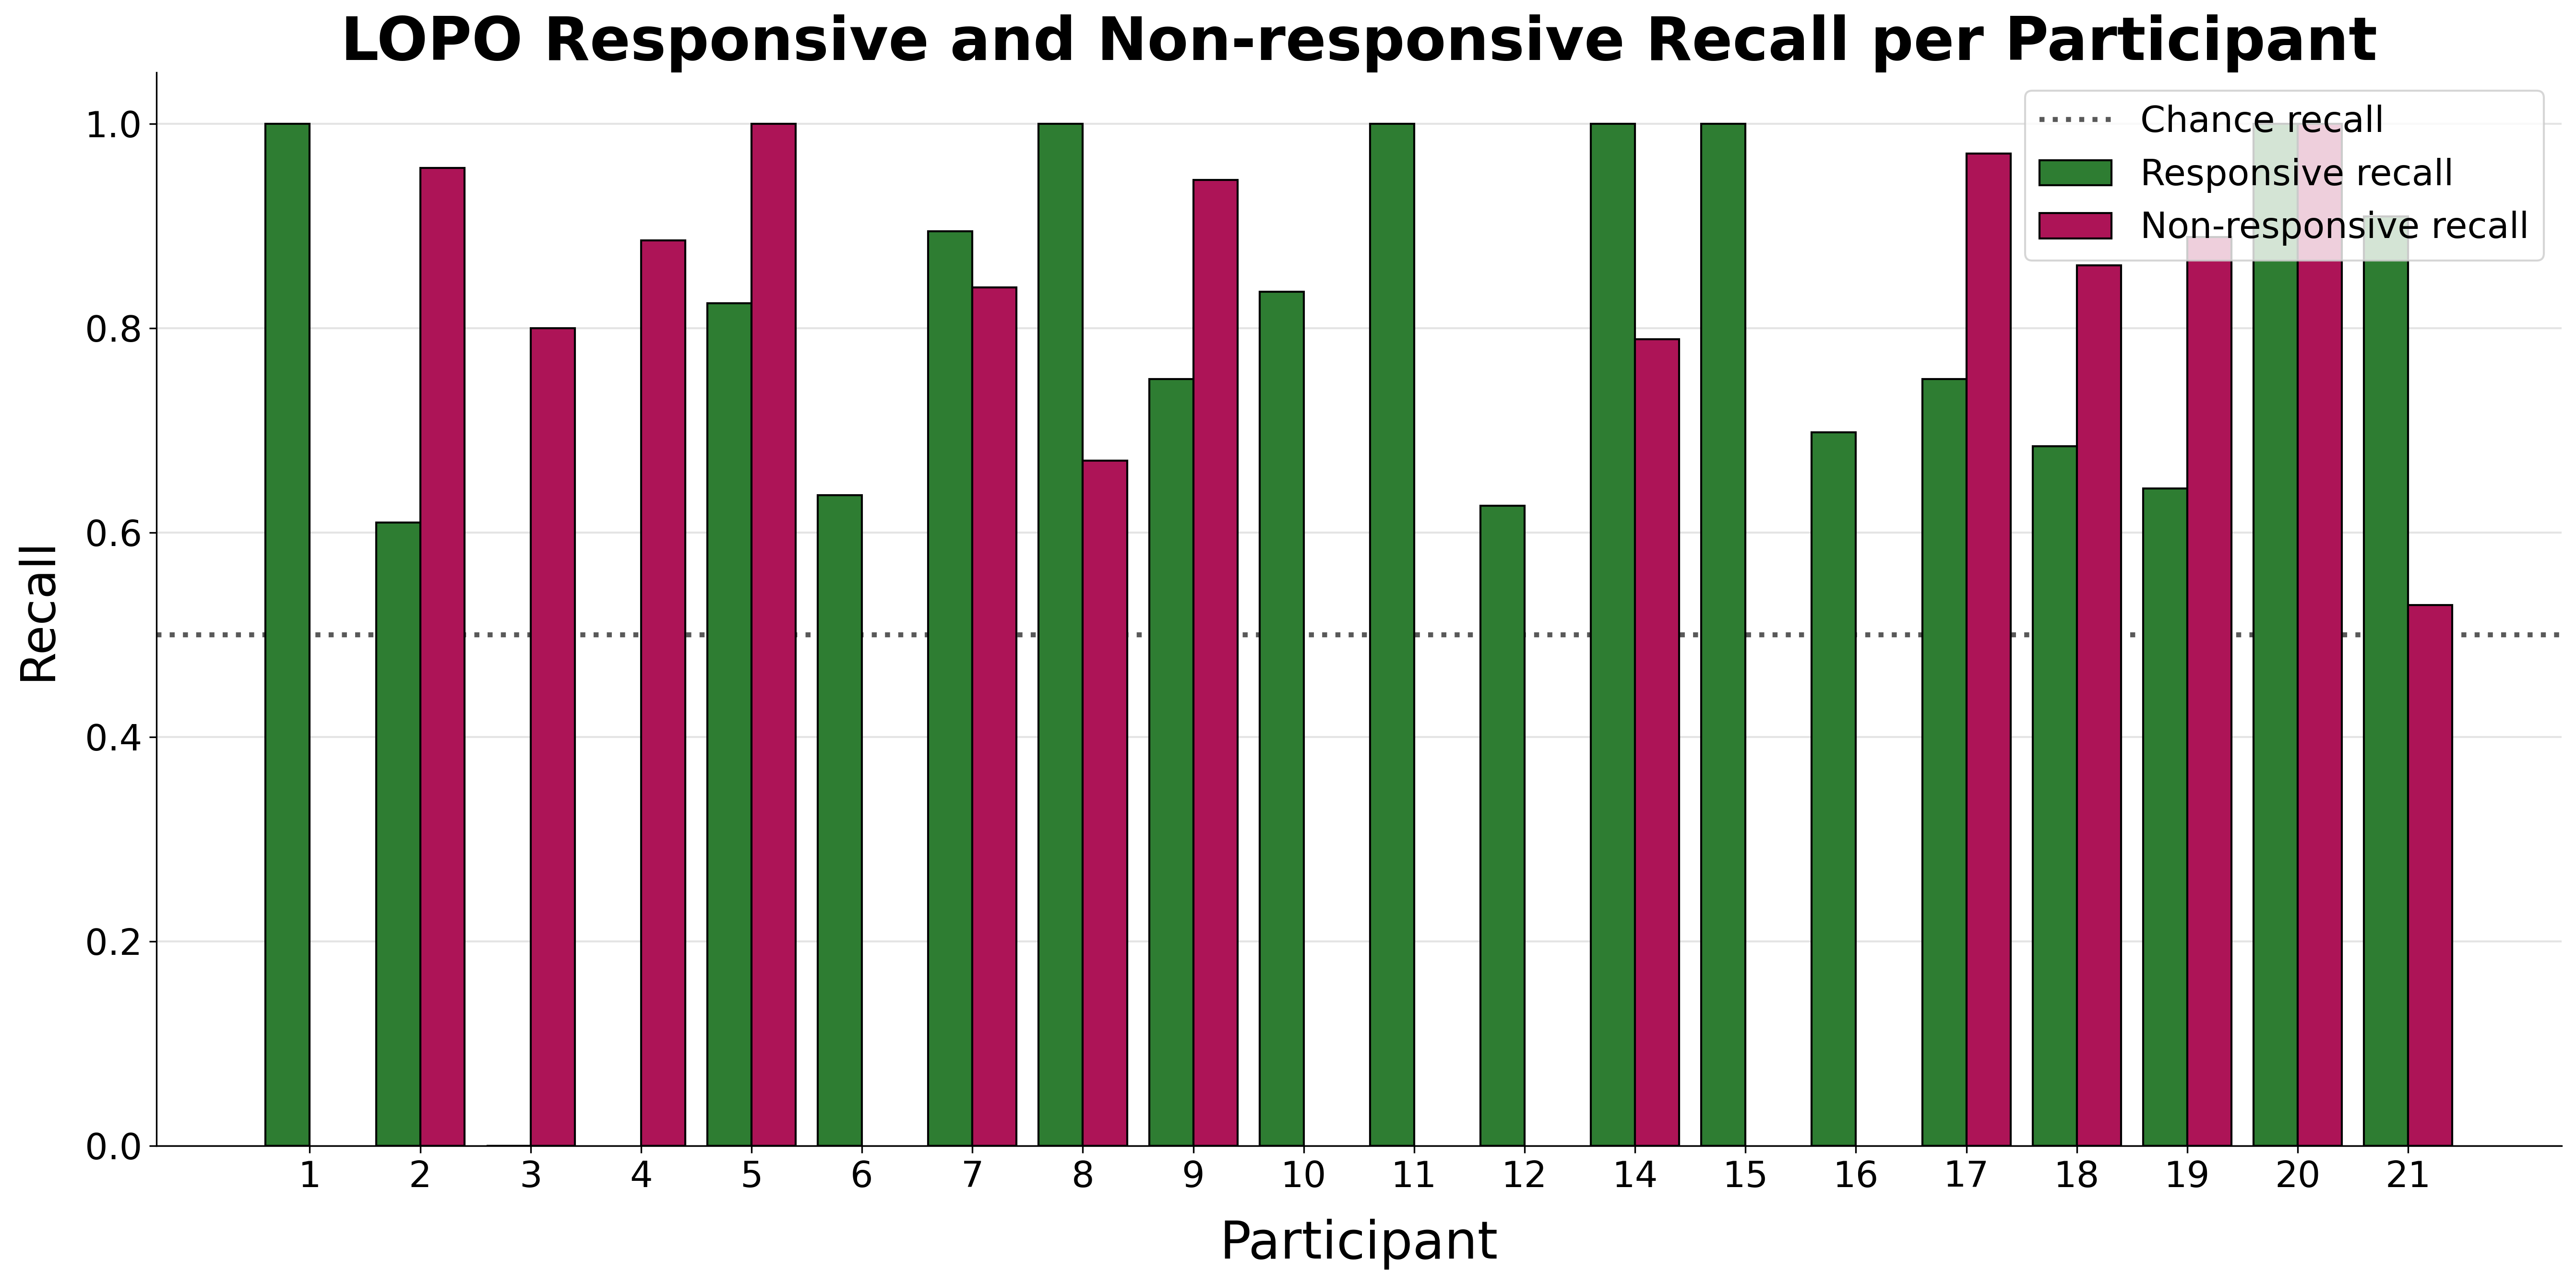 LOPO Responsive and Non-responsive Recall per Participant
Chance recall
Responsive recall
Non-responsive recall
1.0
0.8
0.6
0.4
0.2
0.0
Recall
1 2 3 4 5 6 7 8 9 10 11 12 14 15 16 17 18 19 20 21
Participant